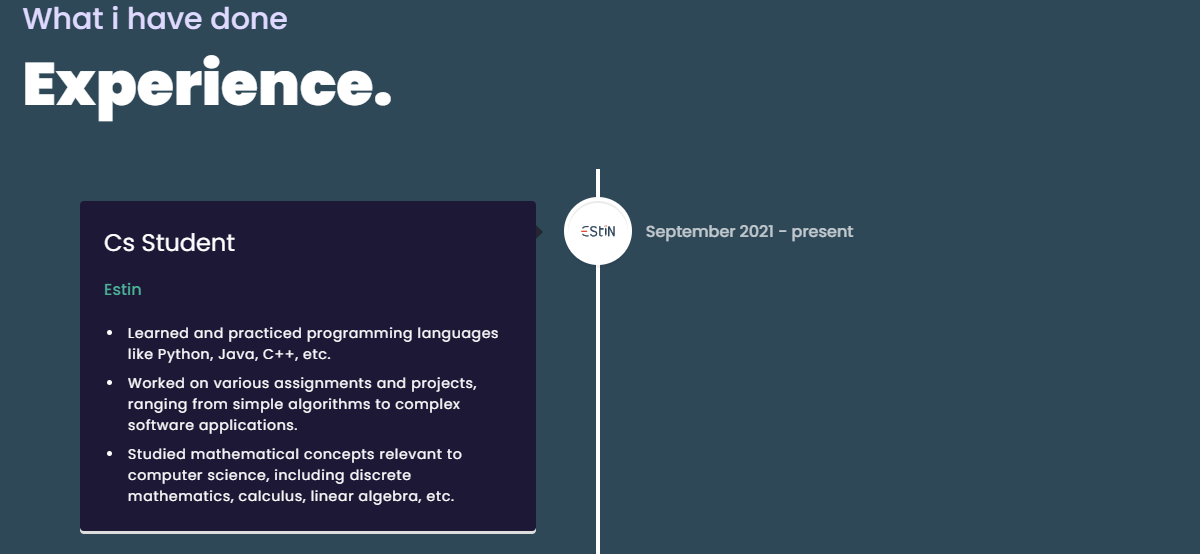 What i have done
Experience.
Cs Student
Estin
• Learned and practiced programming languages
like Python, Java, C++, etc.
• Worked on various assignments and projects,
ranging from simple algorithms to complex
software applications.
• Studied mathematical concepts relevant to
computer science, including discrete
mathematics, calculus, linear algebra, etc.
ESTIN
September 2021 - present